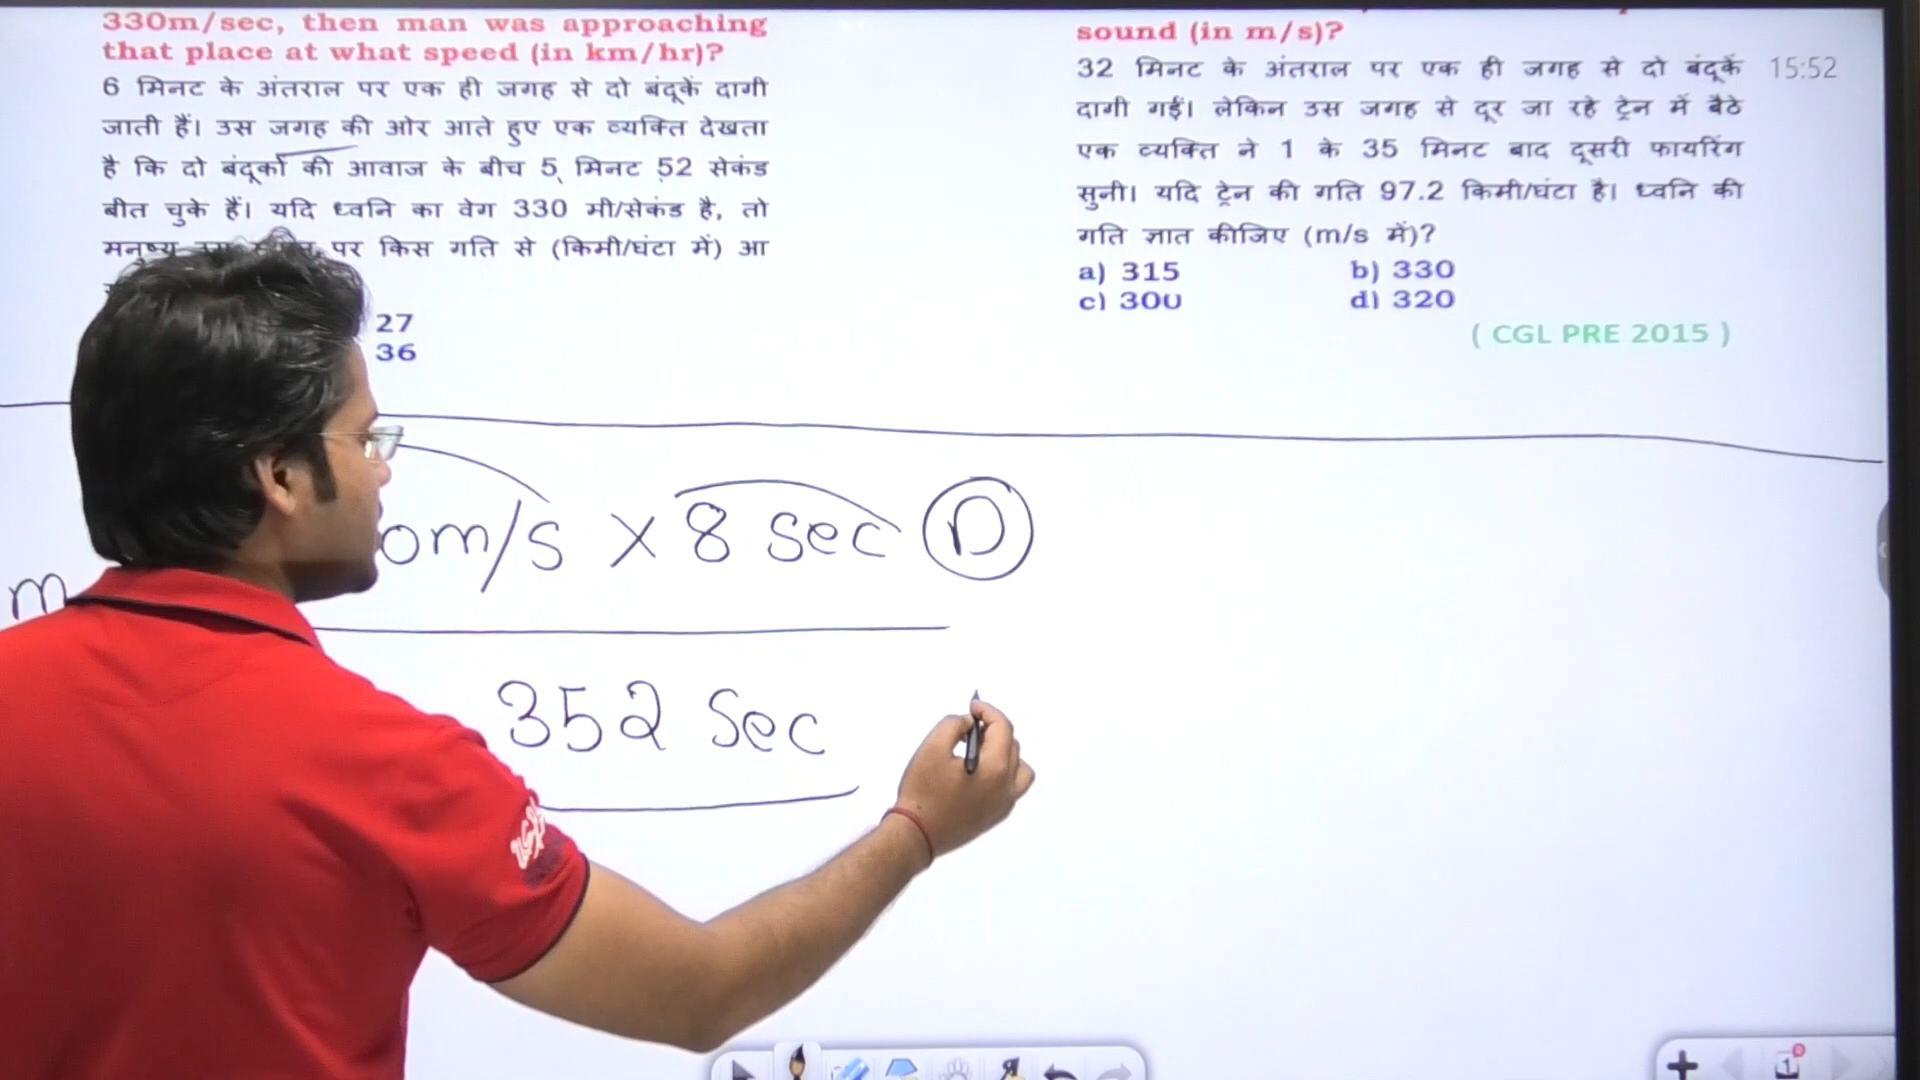 330m/sec, then man was approaching
that place at what speed (in km/hr)?
6 मिनट के अंतराल पर एक ही जगह से दो बंदूकें दागी
जाती हैं। उस जगह की ओर आते हुए एक व्यक्ति देखता
है कि दो बंदूकों की आवाज के बीच 5 मिनट 52 सेकंड
बीत चुके हैं। यदि ध्वनि का वेग 330 मी/सेकंड है, तो
मनुष्य पर किस गति से (किमी/घंटा में) आ
27
36
sound (in m/s)?
32 मिनट के अंतराल पर एक ही जगह से दो बंदूकें
दागी गईं। लेकिन उस जगह से दूर जा रहे ट्रेन में बैठे
एक व्यक्ति ने 1 के 35 मिनट बाद दूसरी फायरिंग
सुनी। यदि ट्रेन की गति 97.2 किमी/घंटा है। ध्वनि की
गति ज्ञात कीजिए (m/s में)?
a) 315 b) 330
c) 300 d) 320
( CGL PRE 2015 )
15:52
0m/s × 8 sec D
m
352 Sec
1